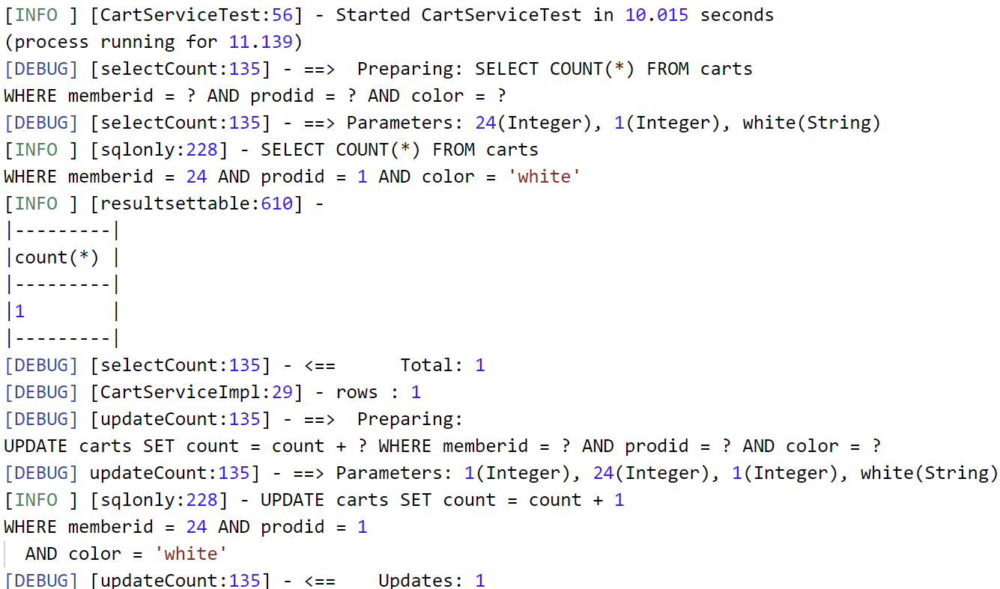 [INFO ] [CartServiceTest:56] - Started CartServiceTest in 10.015 seconds
(process running for 11.139)
[DEBUG] [selectCount:135] - ==>  Preparing: SELECT COUNT(*) FROM carts
WHERE memberid = ? AND prodid = ? AND color = ?
[DEBUG] [selectCount:135] - ==> Parameters: 24(Integer), 1(Integer), white(String)
[INFO ] [sqlonly:228] - SELECT COUNT(*) FROM carts
WHERE memberid = 24 AND prodid = 1 AND color = 'white'
[INFO ] [resultsettable:610] -
|---------|
|count(*) |
|---------|
|1        |
|---------|
[DEBUG] [selectCount:135] - <==      Total: 1
[DEBUG] [CartServiceImpl:29] - rows : 1
[DEBUG] [updateCount:135] - ==>  Preparing:
UPDATE carts SET count = count + ? WHERE memberid = ? AND prodid = ? AND color = ?
[DEBUG] updateCount:135] - ==> Parameters: 1(Integer), 24(Integer), 1(Integer), white(String)
[INFO ] [sqlonly:228] - UPDATE carts SET count = count + 1
WHERE memberid = 24 AND prodid = 1
  AND color = 'white'
[DEBUG] [updateCount:135] - <==    Updates: 1